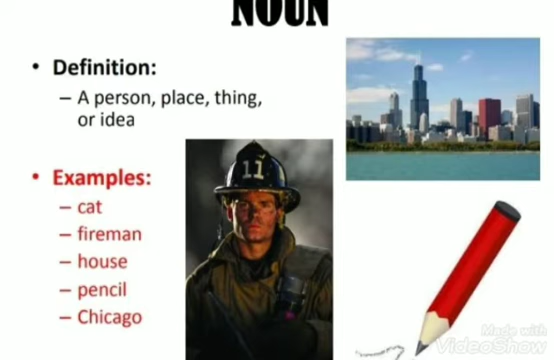 NOUN
• Definition:
– A person, place, thing,
or idea
• Examples:
– cat
– fireman
– house
– pencil
– Chicago
11
Made with
VideoShow